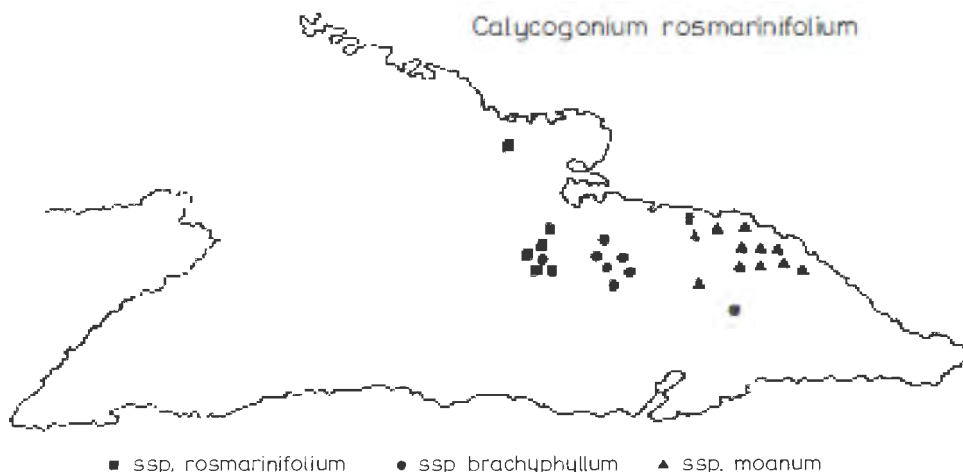 Calycogonium rosmarinifolium
ssp. rosmarinifolium ssp brachyphyllum ssp. moanum